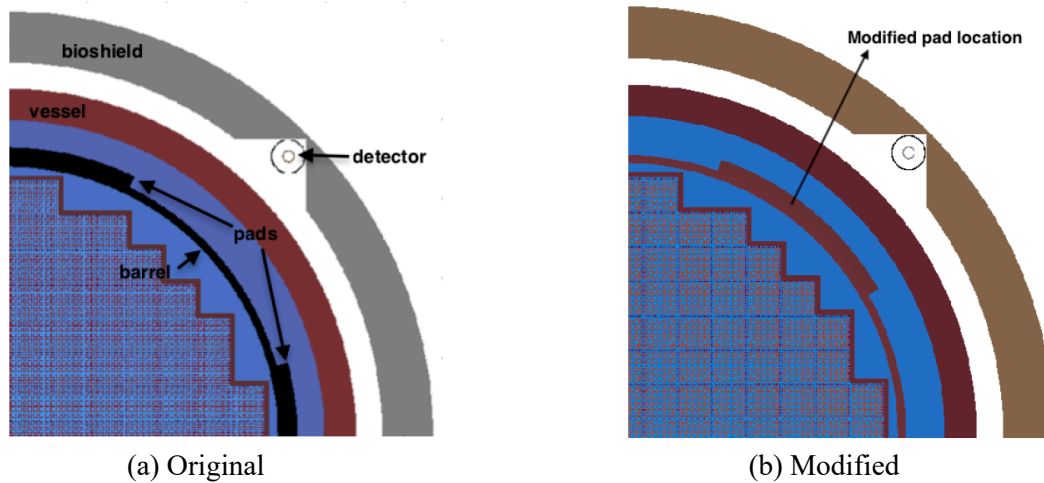 bioshield
vessel
detector
pads
barrel
(a) Original
Modified pad location
(b) Modified